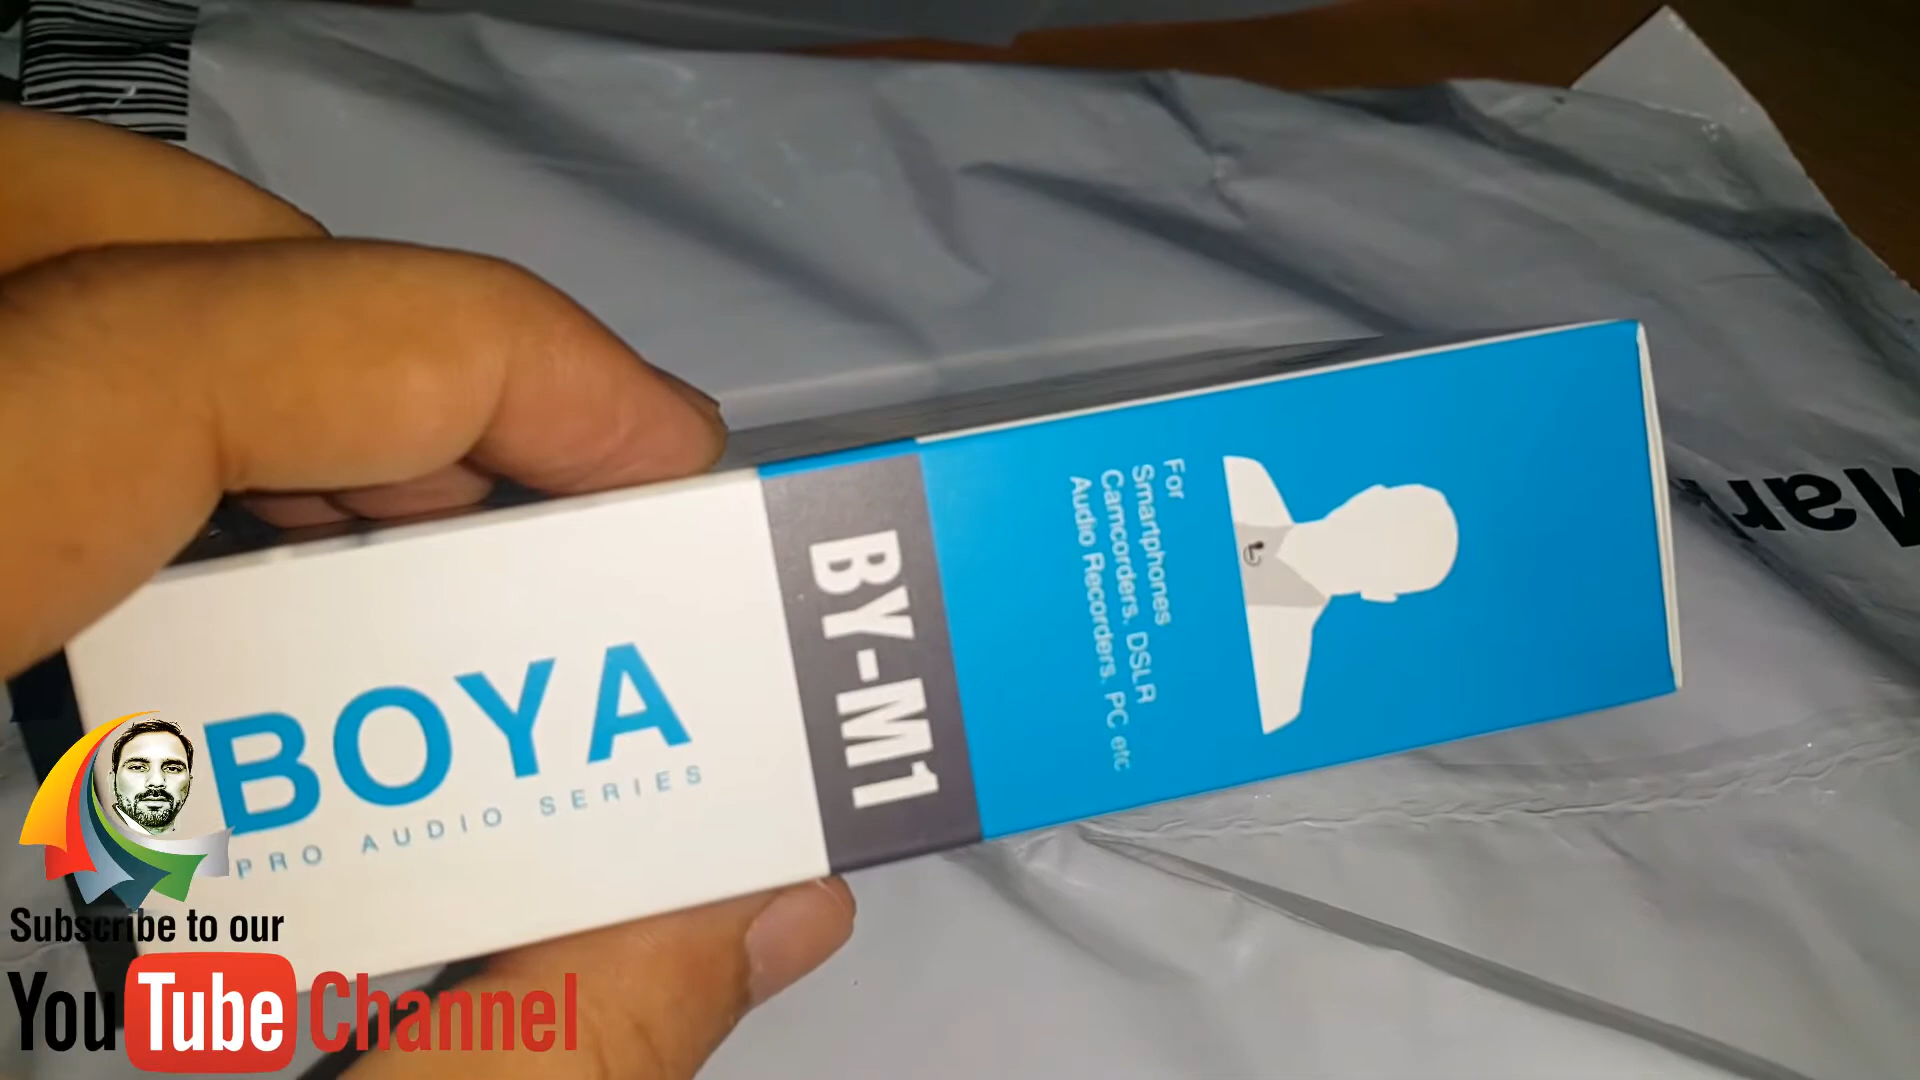 BOYA
PRO AUDIO SERIES
BY-M1
For
Smartphones
Camcorders. DSLR
Audio Recorders. PC etc
Subscribe to our
YouTube Channel